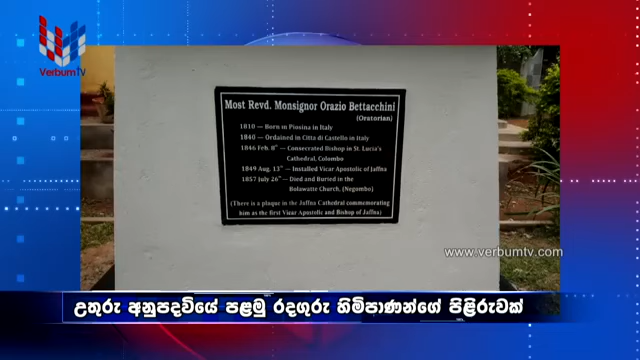 VerbumTV
Most Revd. Monsignor Orazio Bettacchini
(Oratorian)
1810 — Born in Piosina in Italy
1840 — Ordained in Citta di Castello in Italy
1846 Feb. 8th — Consecrated Bishop in St. Lucia's
Cathedral, Colombo
1849 Aug. 13th — Installed Vicar Apostolic of Jaffna
1857 July 26th — Died and Buried in the
Bolawatte Church, (Negombo)
(There is a plaque in the Jaffna Cathedral commemorating
him as the first Vicar Apostolic and Bishop of Jaffna)
www.verbumtv.com
උතුරු අනුපදවියේ පළමු රදගුරු හිමිපාණන්ගේ පිළිරුවක්